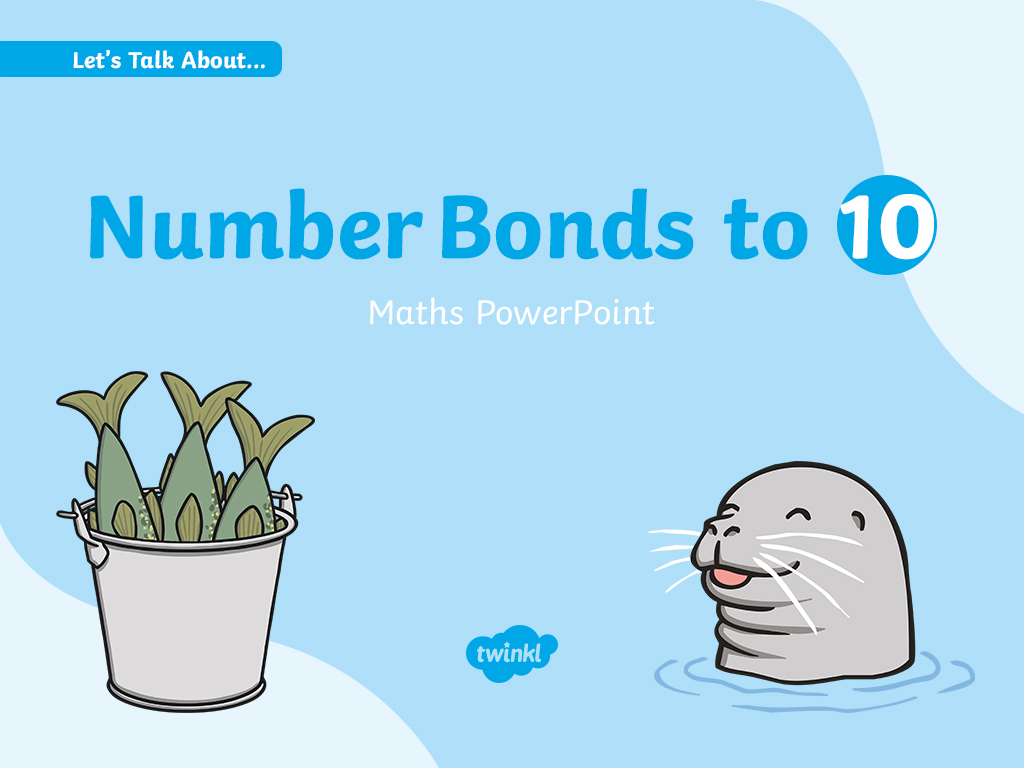 Let's Talk About...
Number Bonds to 10
Maths PowerPoint
twinkl